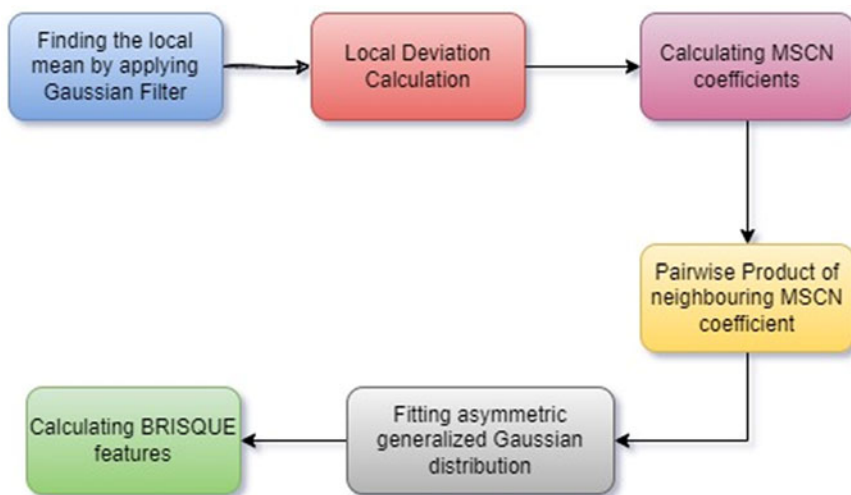 Finding the local
mean by applying
Gaussian Filter
Local Deviation
Calculation
Calculating MSCN
coefficients
Pairwise Product of
neighbouring MSCN
coefficient
Fitting asymmetric
generalized Gaussian
distribution
Calculating BRISQUE
features